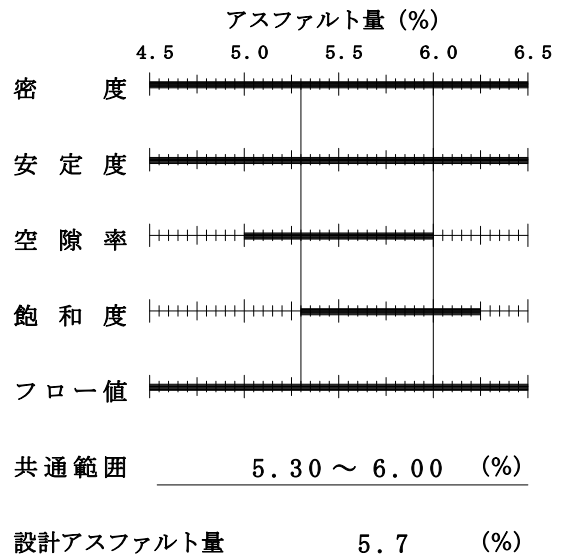 アスファルト量 (%)
4.5 5.0 5.5 6.0 6.5
密度
安定度
空隙率
飽和度
フロー値
共通範囲 5.30～6.00 (%)
設計アスファルト量 5.7 (%)